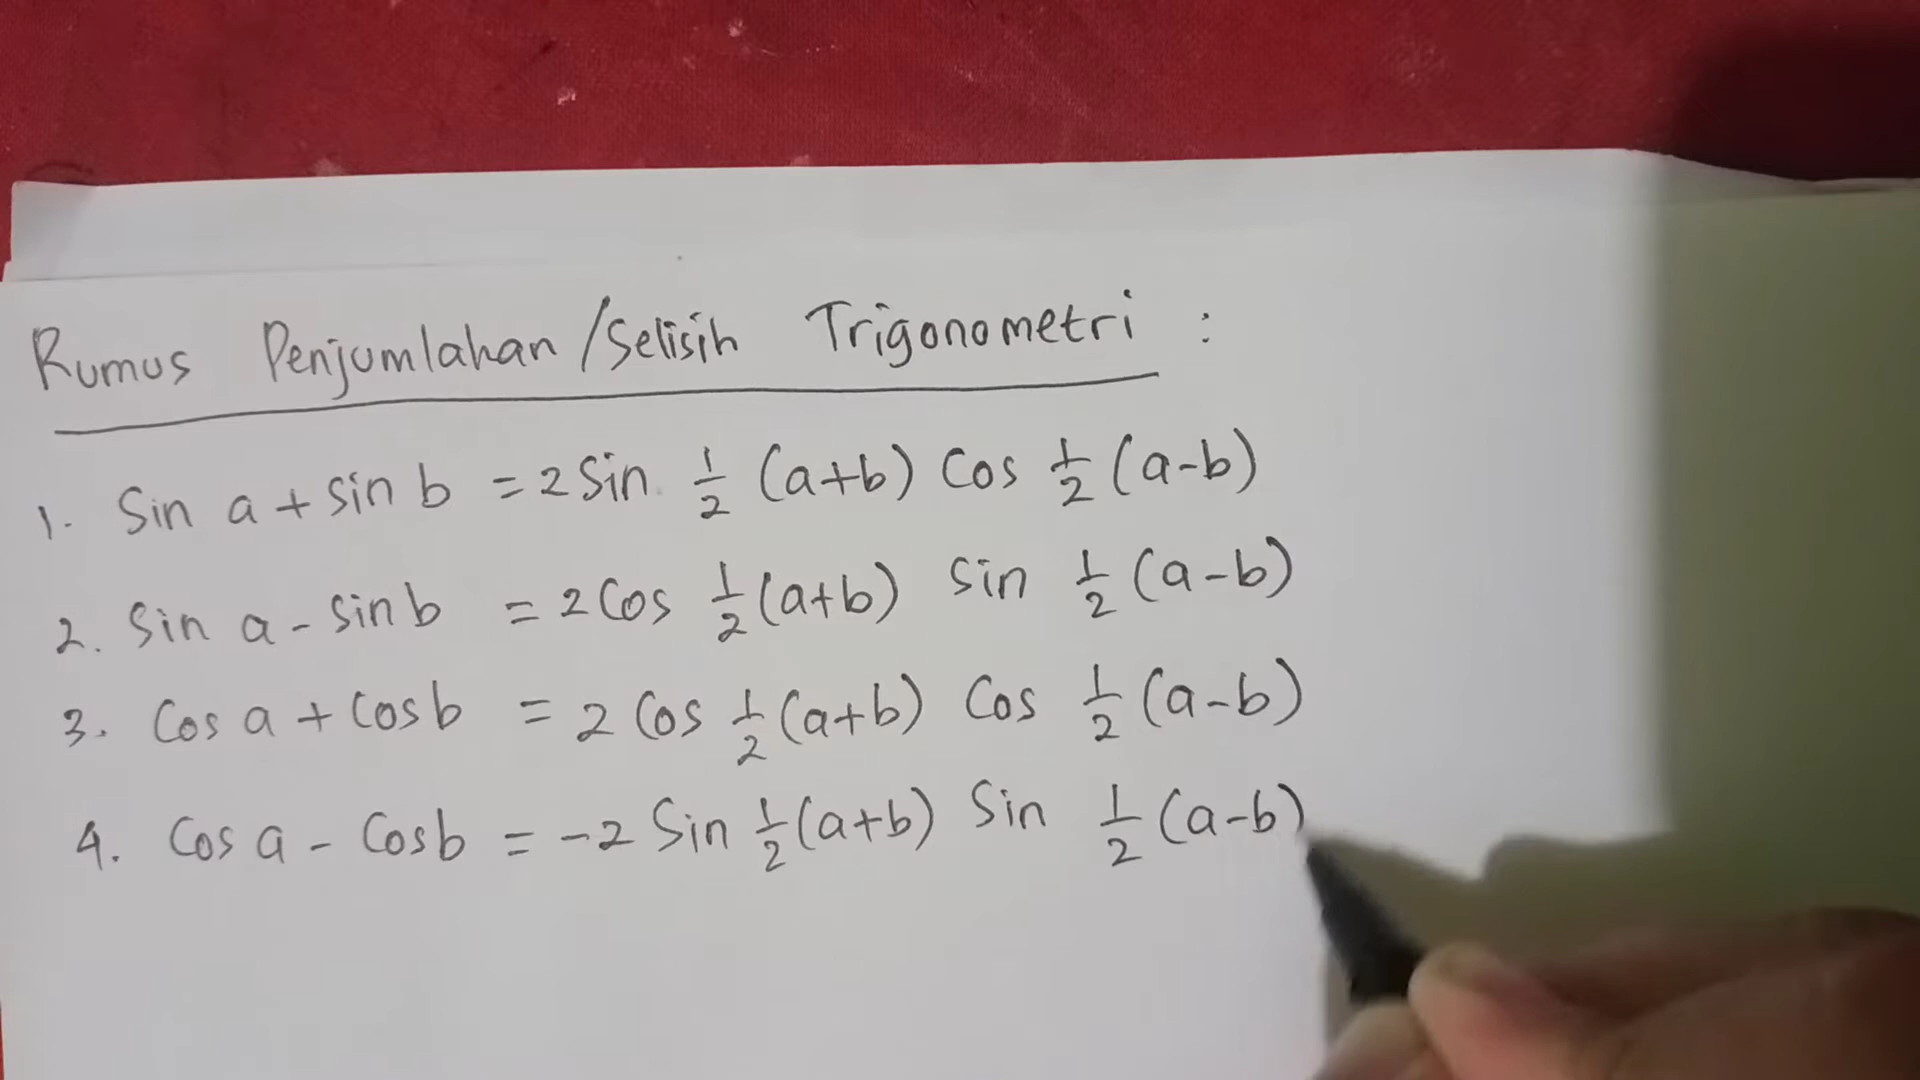 Rumus Penjumlahan/Selisih Trigonometri :
1. Sin a + sin b = 2 Sin 1/2 (a+b) Cos 1/2 (a-b)
2. Sin a - sin b = 2 Cos 1/2 (a+b) Sin 1/2 (a-b)
3. Cos a + Cos b = 2 Cos 1/2 (a+b) Cos 1/2 (a-b)
4. Cos a - Cos b = -2 Sin 1/2 (a+b) Sin 1/2 (a-b)